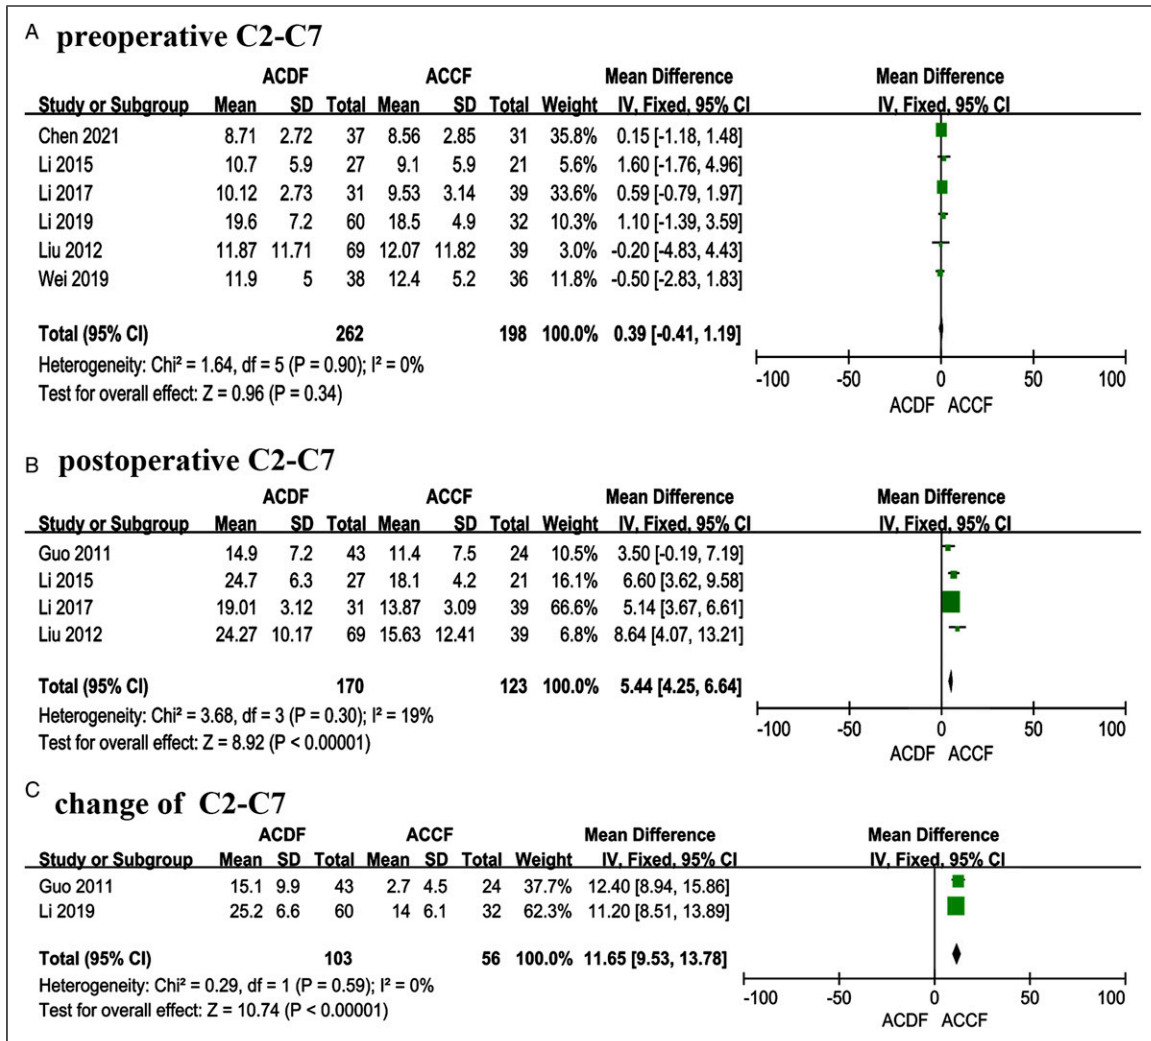 A preoperative C2-C7
ACDF ACCF Mean Difference Mean Difference
Study or Subgroup Mean SD Total Mean SD Total Weight IV, Fixed, 95% CI IV, Fixed, 95% CI
Chen 2021 8.71 2.72 37 8.56 2.85 31 35.8% 0.15 [-1.18, 1.48]
Li 2015 10.7 5.9 27 9.1 5.9 21 5.6% 1.60 [-1.76, 4.96]
Li 2017 10.12 2.73 31 9.53 3.14 39 33.6% 0.59 [-0.79, 1.97]
Li 2019 19.6 7.2 60 18.5 4.9 32 10.3% 1.10 [-1.39, 3.59]
Liu 2012 11.87 11.71 69 12.07 11.82 39 3.0% -0.20 [-4.83, 4.43]
Wei 2019 11.9 5 38 12.4 5.2 36 11.8% -0.50 [-2.83, 1.83]
Total (95% CI) 262 198 100.0% 0.39 [-0.41, 1.19]
Heterogeneity: Chi² = 1.64, df = 5 (P = 0.90); I² = 0%
Test for overall effect: Z = 0.96 (P = 0.34)
-100 -50 0 50 100
ACDF ACCF
B postoperative C2-C7
ACDF ACCF Mean Difference Mean Difference
Study or Subgroup Mean SD Total Mean SD Total Weight IV, Fixed, 95% CI IV, Fixed, 95% CI
Guo 2011 14.9 7.2 43 11.4 7.5 24 10.5% 3.50 [-0.19, 7.19]
Li 2015 24.7 6.3 27 18.1 4.2 21 16.1% 6.60 [3.62, 9.58]
Li 2017 19.01 3.12 31 13.87 3.09 39 66.6% 5.14 [3.67, 6.61]
Liu 2012 24.27 10.17 69 15.63 12.41 39 6.8% 8.64 [4.07, 13.21]
Total (95% CI) 170 123 100.0% 5.44 [4.25, 6.64]
Heterogeneity: Chi² = 3.68, df = 3 (P = 0.30); I² = 19%
Test for overall effect: Z = 8.92 (P < 0.00001)
-100 -50 0 50 100
ACDF ACCF
C change of C2-C7
ACDF ACCF Mean Difference Mean Difference
Study or Subgroup Mean SD Total Mean SD Total Weight IV, Fixed, 95% CI IV, Fixed, 95% CI
Guo 2011 15.1 9.9 43 2.7 4.5 24 37.7% 12.40 [8.94, 15.86]
Li 2019 25.2 6.6 60 14 6.1 32 62.3% 11.20 [8.51, 13.89]
Total (95% CI) 103 56 100.0% 11.65 [9.53, 13.78]
Heterogeneity: Chi² = 0.29, df = 1 (P = 0.59); I² = 0%
Test for overall effect: Z = 10.74 (P < 0.00001)
-100 -50 0 50 100
ACDF ACCF